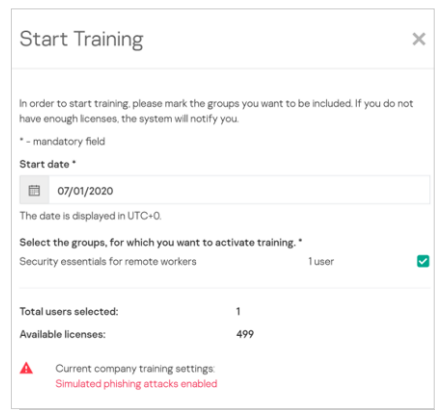 Start Training
In order to start training, please mark the groups you want to be included. If you do not
have enough licenses, the system will notify you.
* - mandatory field
Start date *
07/01/2020
The date is displayed in UTC+0.
Select the groups, for which you want to activate training. *
Security essentials for remote workers 1 user
Total users selected: 1
Available licenses: 499
Current company training settings:
Simulated phishing attacks enabled